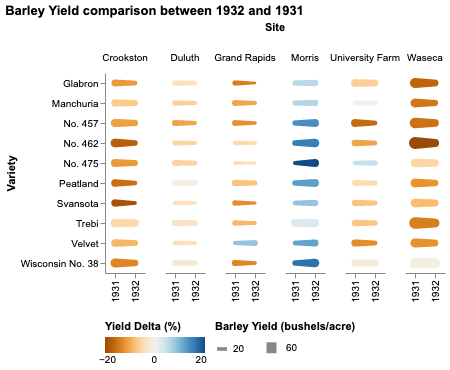 Barley Yield comparison between 1932 and 1931
Site
Crookston Duluth Grand Rapids Morris University Farm Waseca
Variety
Glabron
Manchuria
No. 457
No. 462
No. 475
Peatland
Svansota
Trebi
Velvet
Wisconsin No. 38
1931 1932 1931 1932 1931 1932 1931 1932 1931 1932 1931 1932
Yield Delta (%) Barley Yield (bushels/acre)
20 60
−20 0 20